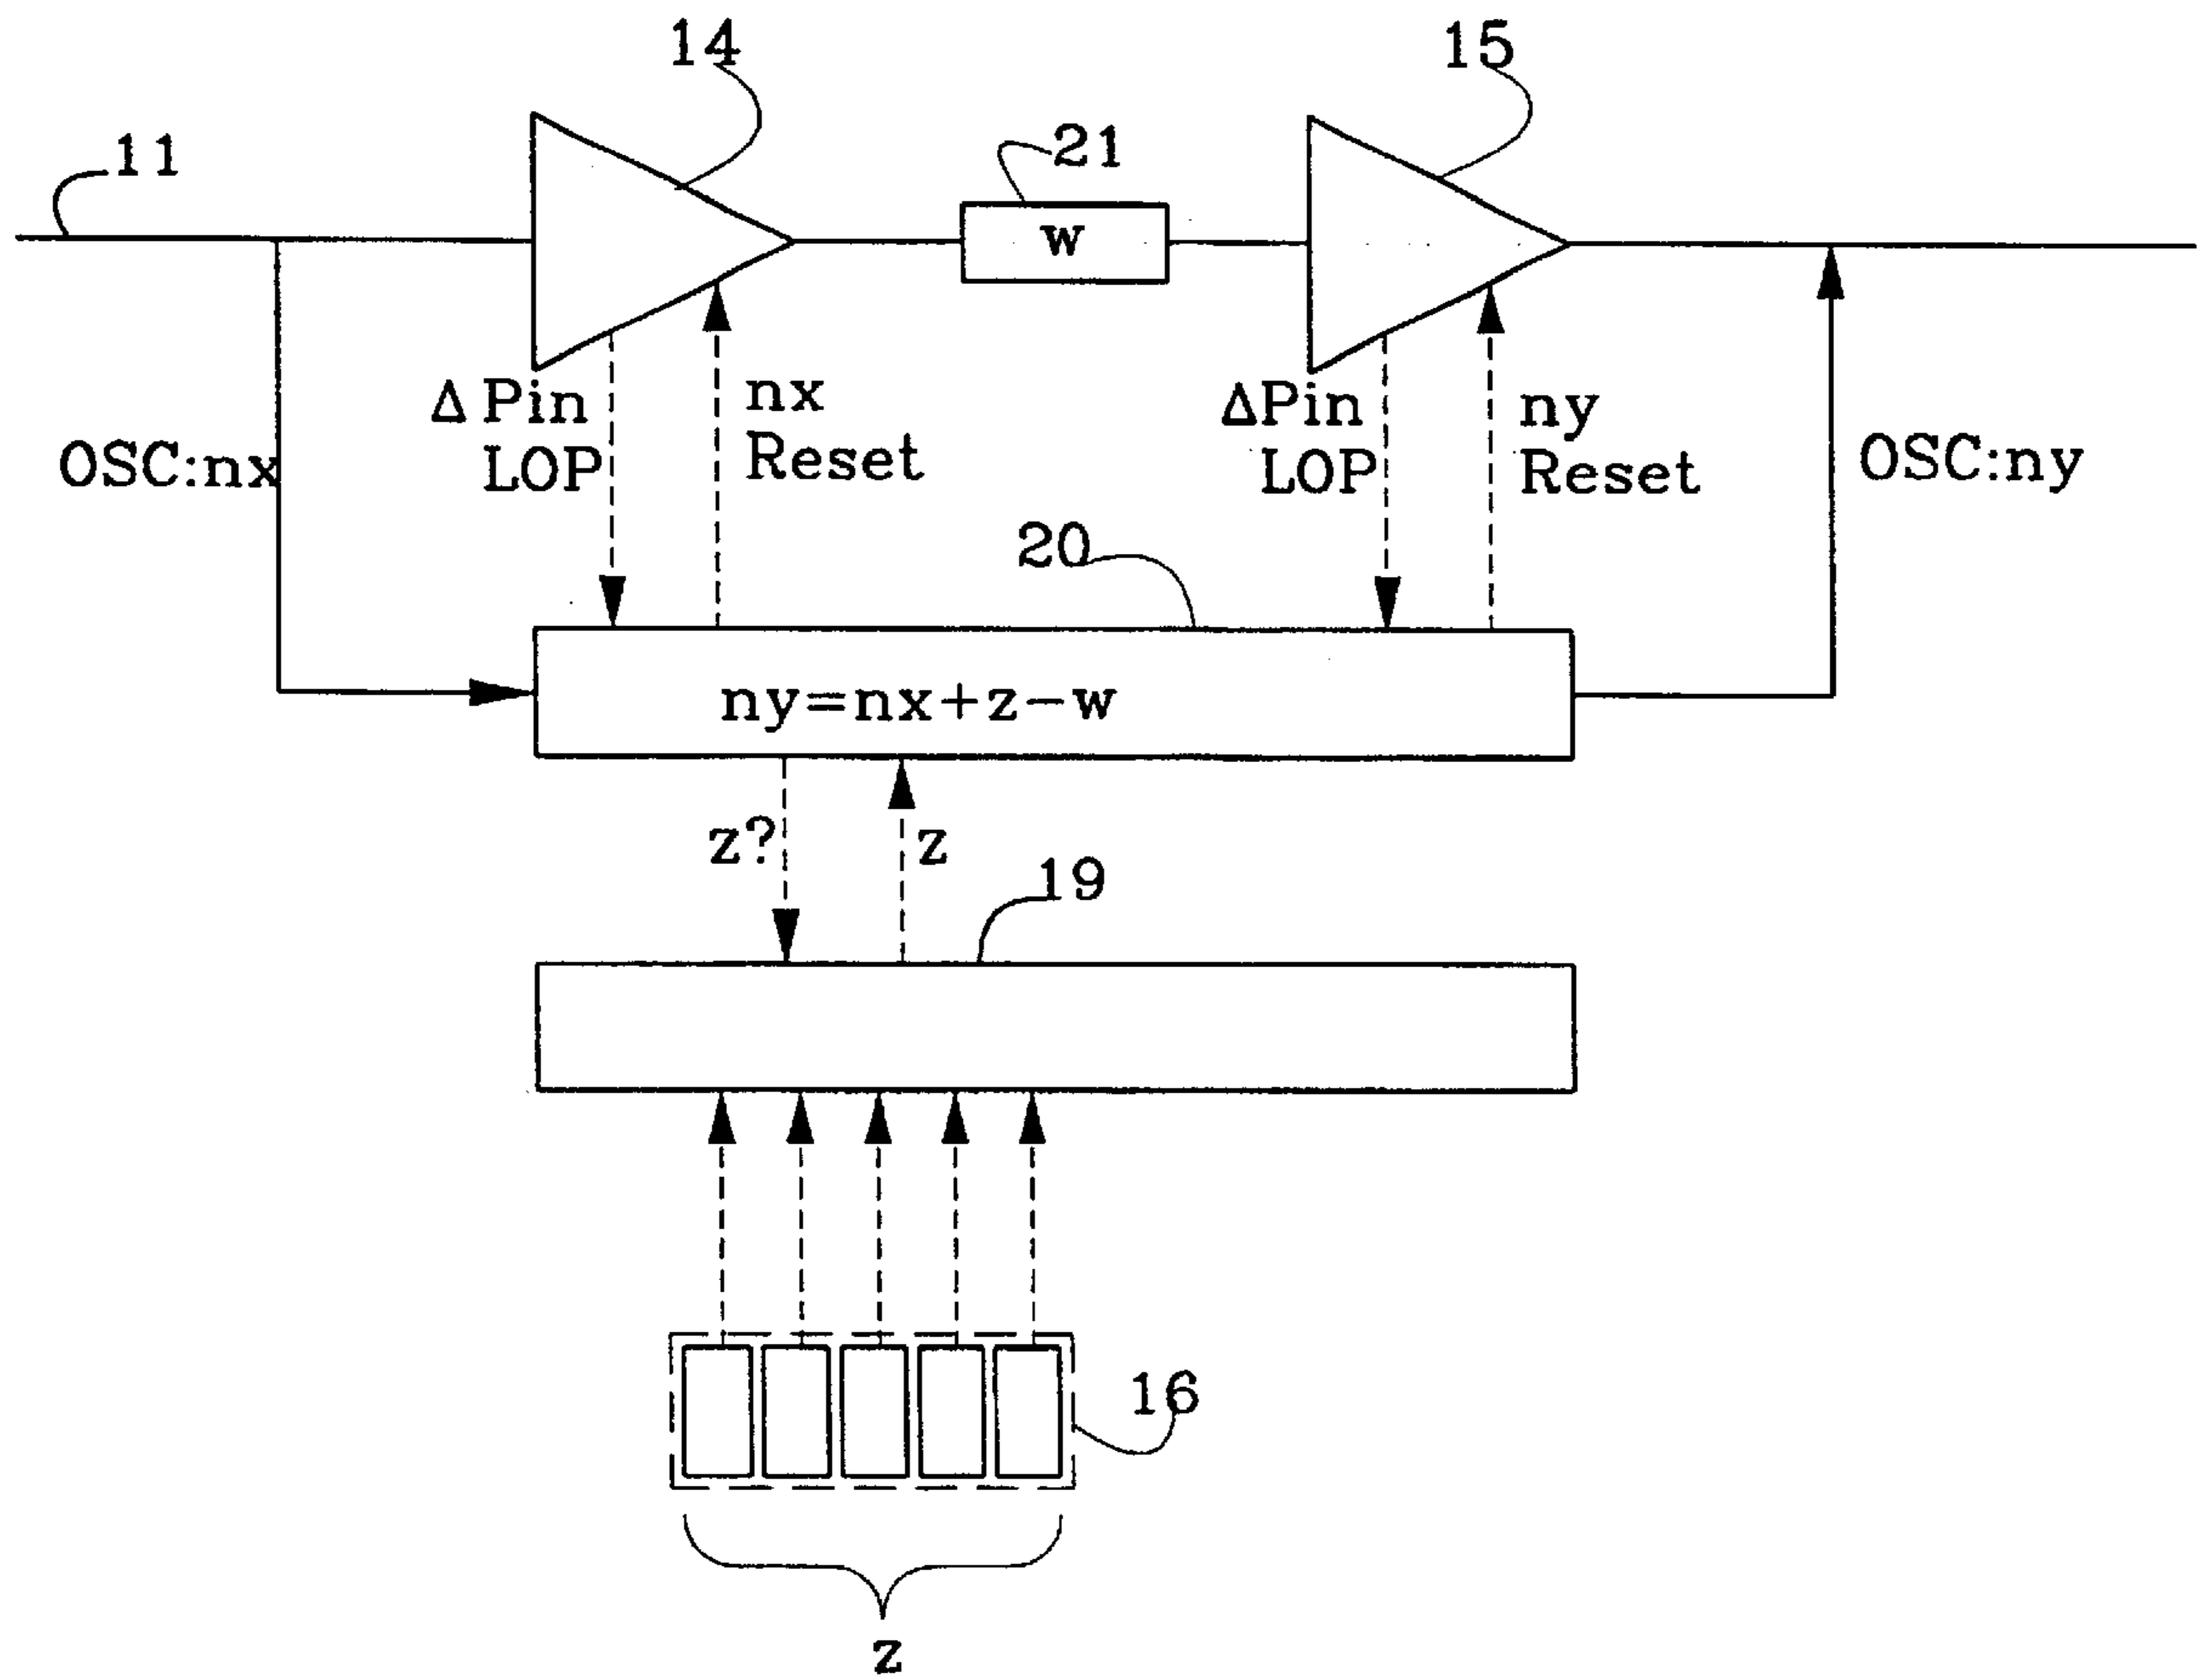 14
15
11
21
w
Δ Pin
LOP
nx
Reset
ΔPin
LOP
ny
Reset
OSC:nx
OSC:ny
20
ny=nx+z-w
z?
z
19
16
z